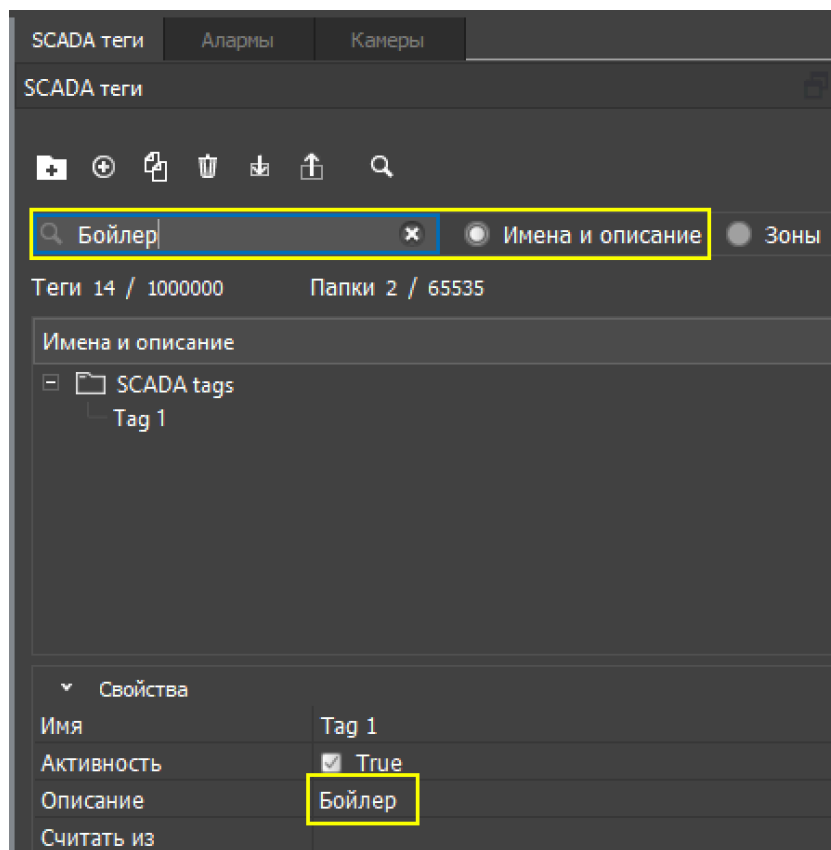 SCADA теги Алармы Камеры
SCADA теги
Бойлер Имена и описание Зоны
Теги 14 / 1000000 Папки 2 / 65535
Имена и описание
SCADA tags
Tag 1
Свойства
Имя Tag 1
Активность True
Описание Бойлер
Считать из